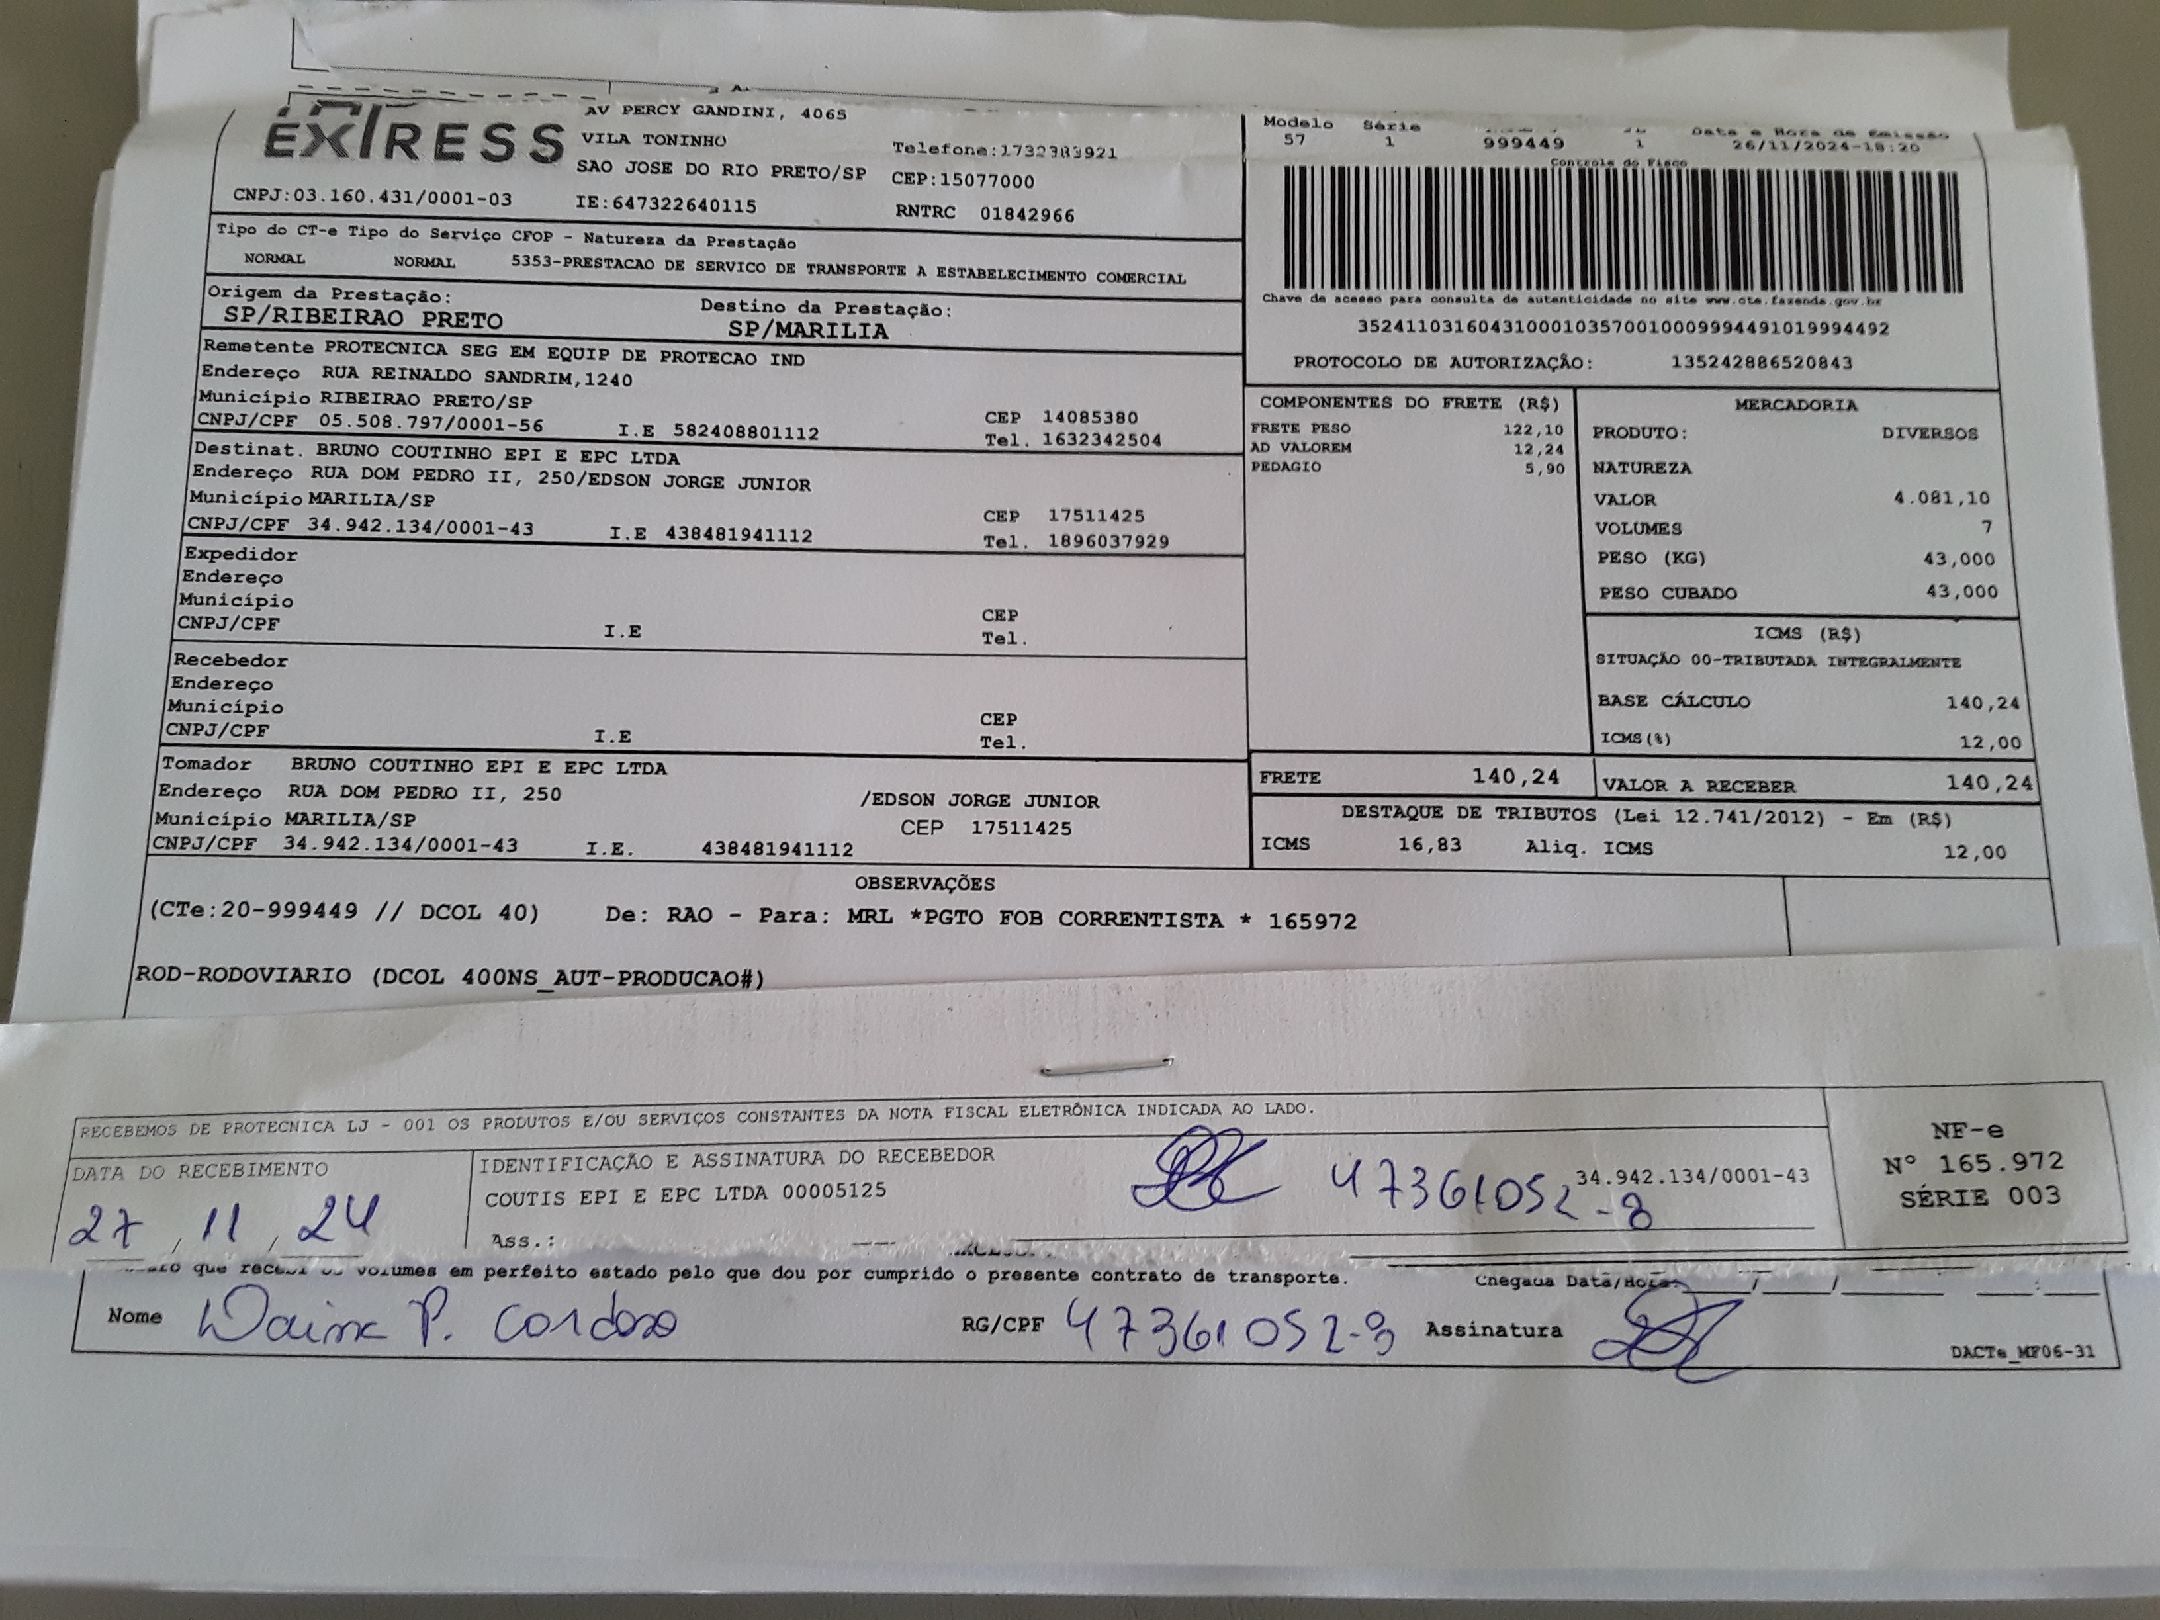 EXTRESS
AV PERCY GANDINI, 4065
VILA TONINHO
SAO JOSE DO RIO PRETO/SP
Telefone:1732383921
CEP:15077000
CNPJ:03.160.431/0001-03 IE:647322640115 RNTRC 01842966
Modelo Série Data e Hora de Emissão
57 1 999449 1 26/11/2024-18:20
Controle do Fisco
Tipo do CT-e Tipo do Serviço CFOP - Natureza da Prestação
NORMAL NORMAL 5353-PRESTACAO DE SERVICO DE TRANSPORTE A ESTABELECIMENTO COMERCIAL
Chave de acesso para consulta de autenticidade no site www.cte.fazenda.gov.br
35241103160431000103570010009994491019994492
PROTOCOLO DE AUTORIZAÇÃO: 135242886520843
Origem da Prestação: Destino da Prestação:
SP/RIBEIRAO PRETO SP/MARILIA
Remetente PROTECNICA SEG EM EQUIP DE PROTECAO IND
Endereço RUA REINALDO SANDRIM,1240
Município RIBEIRAO PRETO/SP CEP 14085380
CNPJ/CPF 05.508.797/0001-56 I.E 582408801112 Tel. 1632342504
Destinat. BRUNO COUTINHO EPI E EPC LTDA
Endereço RUA DOM PEDRO II, 250/EDSON JORGE JUNIOR
Município MARILIA/SP CEP 17511425
CNPJ/CPF 34.942.134/0001-43 I.E 438481941112 Tel. 1896037929
Expedidor
Endereço
Município CEP
CNPJ/CPF I.E Tel.
Recebedor
Endereço
Município CEP
CNPJ/CPF I.E Tel.
Tomador BRUNO COUTINHO EPI E EPC LTDA
Endereço RUA DOM PEDRO II, 250 /EDSON JORGE JUNIOR
Município MARILIA/SP CEP 17511425
CNPJ/CPF 34.942.134/0001-43 I.E. 438481941112
COMPONENTES DO FRETE (R$)
FRETE PESO 122,10
AD VALOREM 12,24
PEDAGIO 5,90
MERCADORIA
PRODUTO: DIVERSOS
NATUREZA
VALOR 4.081,10
VOLUMES 7
PESO (KG) 43,000
PESO CUBADO 43,000
ICMS (R$)
SITUAÇÃO 00-TRIBUTADA INTEGRALMENTE
BASE CÁLCULO 140,24
ICMS(%) 12,00
FRETE 140,24 VALOR A RECEBER 140,24
DESTAQUE DE TRIBUTOS (Lei 12.741/2012) - Em (R$)
ICMS 16,83 Aliq. ICMS 12,00
OBSERVAÇÕES
(CTe:20-999449 // DCOL 40) De: RAO - Para: MRL *PGTO FOB CORRENTISTA * 165972
ROD-RODOVIARIO (DCOL 400NS_AUT-PRODUCAO#)
RECEBEMOS DE PROTECNICA LJ - 001 OS PRODUTOS E/OU SERVIÇOS CONSTANTES DA NOTA FISCAL ELETRÔNICA INDICADA AO LADO.
DATA DO RECEBIMENTO
27, 11, 24
IDENTIFICAÇÃO E ASSINATURA DO RECEBEDOR
COUTIS EPI E EPC LTDA 00005125 34.942.134/0001-43
47361052-8
Ass.:
NF-e
Nº 165.972
SÉRIE 003
que recebi os volumes em perfeito estado pelo que dou por cumprido o presente contrato de transporte. Chegada Data/Hora: / / :
Nome P. Cardoso RG/CPF 47361052-8 Assinatura
DACTe_MF06-31